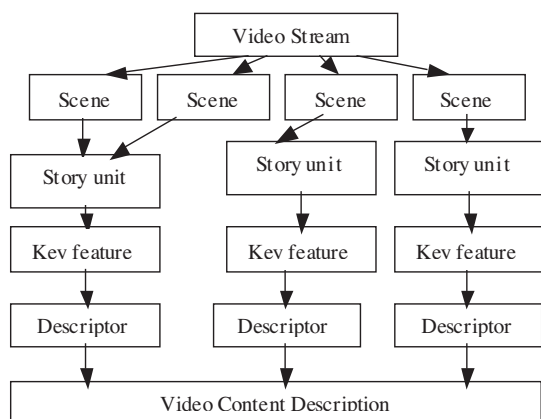 Video Stream
Scene Scene Scene Scene
Story unit Story unit Story unit
Kev feature Kev feature Kev feature
Descriptor Descriptor Descriptor
Video Content Description